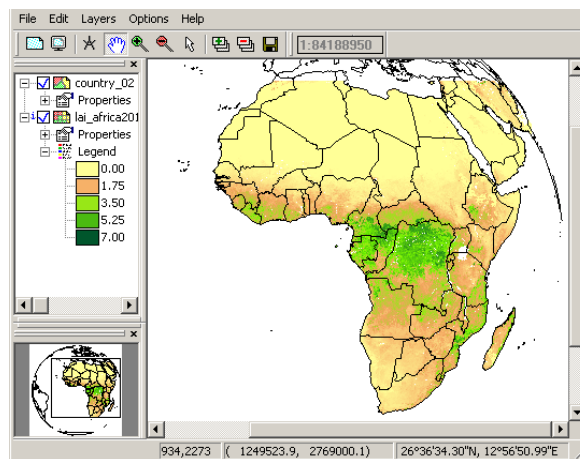 File Edit Layers Options Help
1:84188950
country_02
Properties
lai_africa201
Properties
Legend
0.00
1.75
3.50
5.25
7.00
934,2273 ( 1249523.9, 2769000.1) 26°36'34.30"N, 12°56'50.99"E